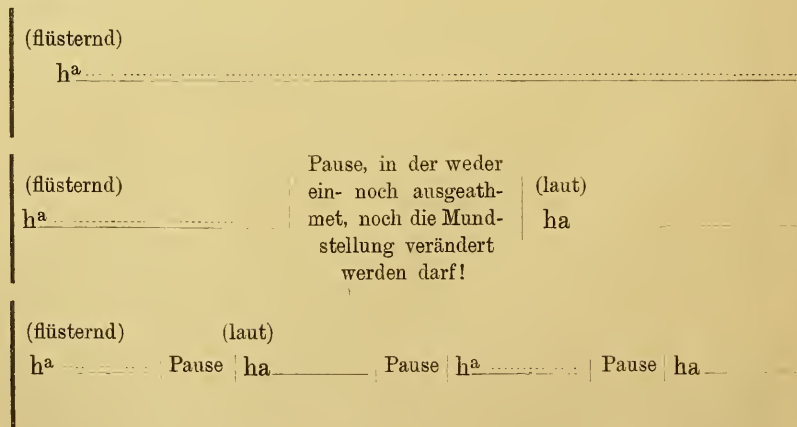 (flüsternd)
hª
(flüsternd)
hª
Pause, in der weder
ein- noch ausgeath-
met, noch die Mund-
stellung verändert
werden darf!
(laut)
ha
(flüsternd) (laut)
hª Pause ha Pause hª Pause ha